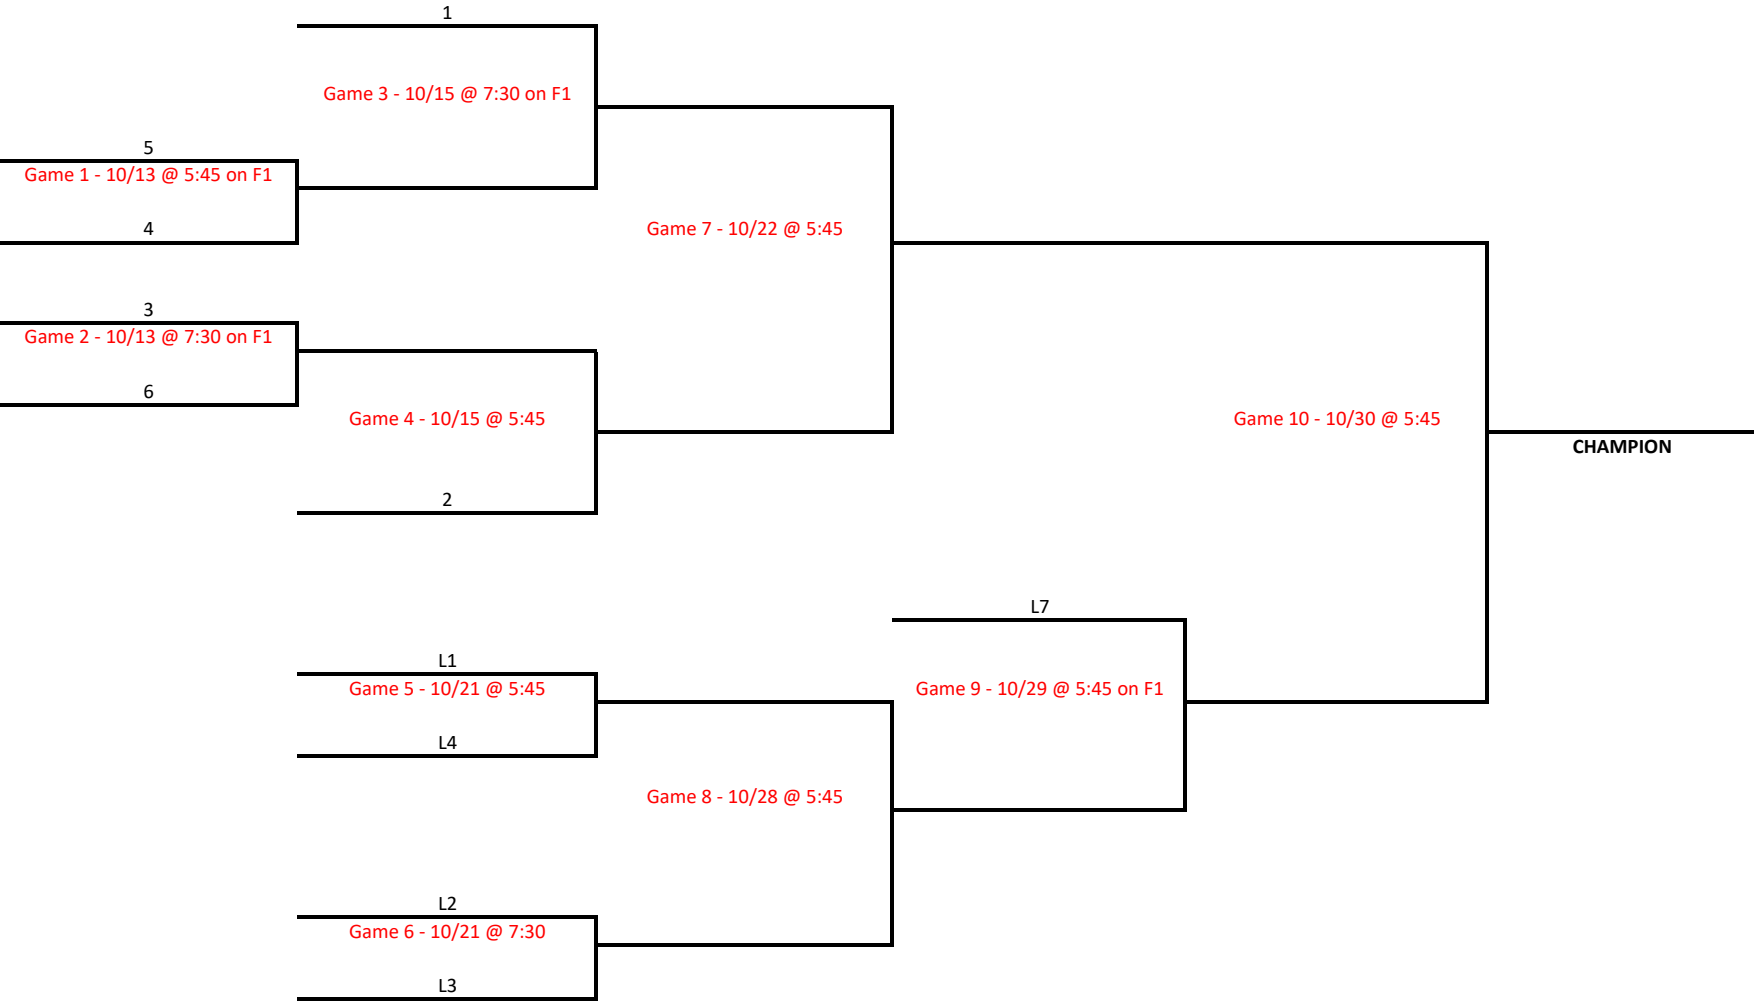 1
Game 3 - 10/15 @ 7:30 on F1
5
Game 1 - 10/13 @ 5:45 on F1
4
Game 7 - 10/22 @ 5:45
3
Game 2 - 10/13 @ 7:30 on F1
6
Game 4 - 10/15 @ 5:45
Game 10 - 10/30 @ 5:45
CHAMPION
2
L7
L1
Game 5 - 10/21 @ 5:45
Game 9 - 10/29 @ 5:45 on F1
L4
Game 8 - 10/28 @ 5:45
L2
Game 6 - 10/21 @ 7:30
L3